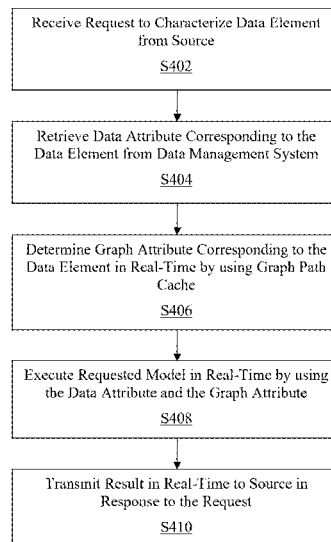 Receive Request to Characterize Data Element
from Source
S402
Retrieve Data Attribute Corresponding to the
Data Element from Data Management System
S404
Determine Graph Attribute Corresponding to the
Data Element in Real-Time by using Graph Path
Cache
S406
Execute Requested Model in Real-Time by using
the Data Attribute and the Graph Attribute
S408
Transmit Result in Real-Time to Source in
Response to the Request
S410